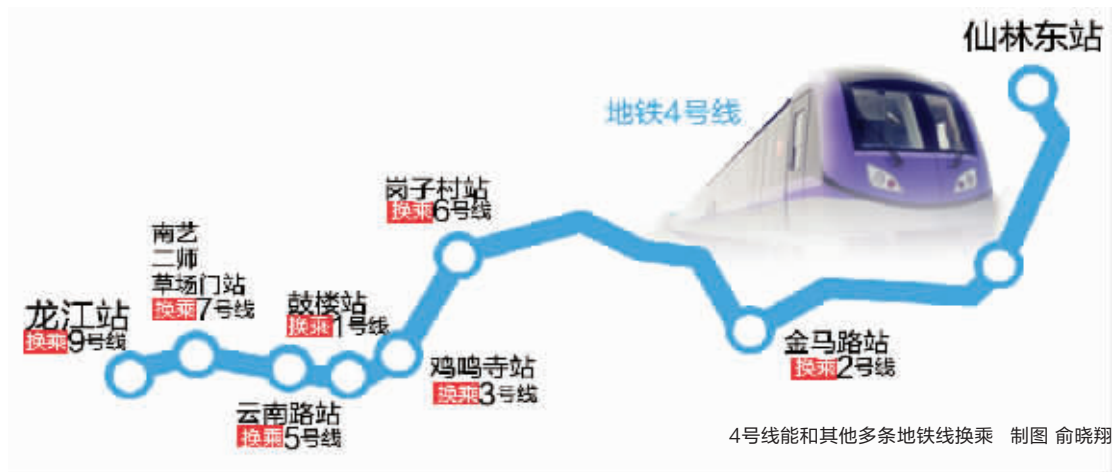 仙林东站
地铁4号线
岗子村站
换乘6号线
南艺
二师
草场门站
换乘7号线
鼓楼站
换乘1号线
龙江站
换乘9号线
鸡鸣寺站
换乘3号线
云南路站
换乘5号线
金马路站
换乘2号线
4号线能和其他多条地铁线换乘 制图 俞晓翔